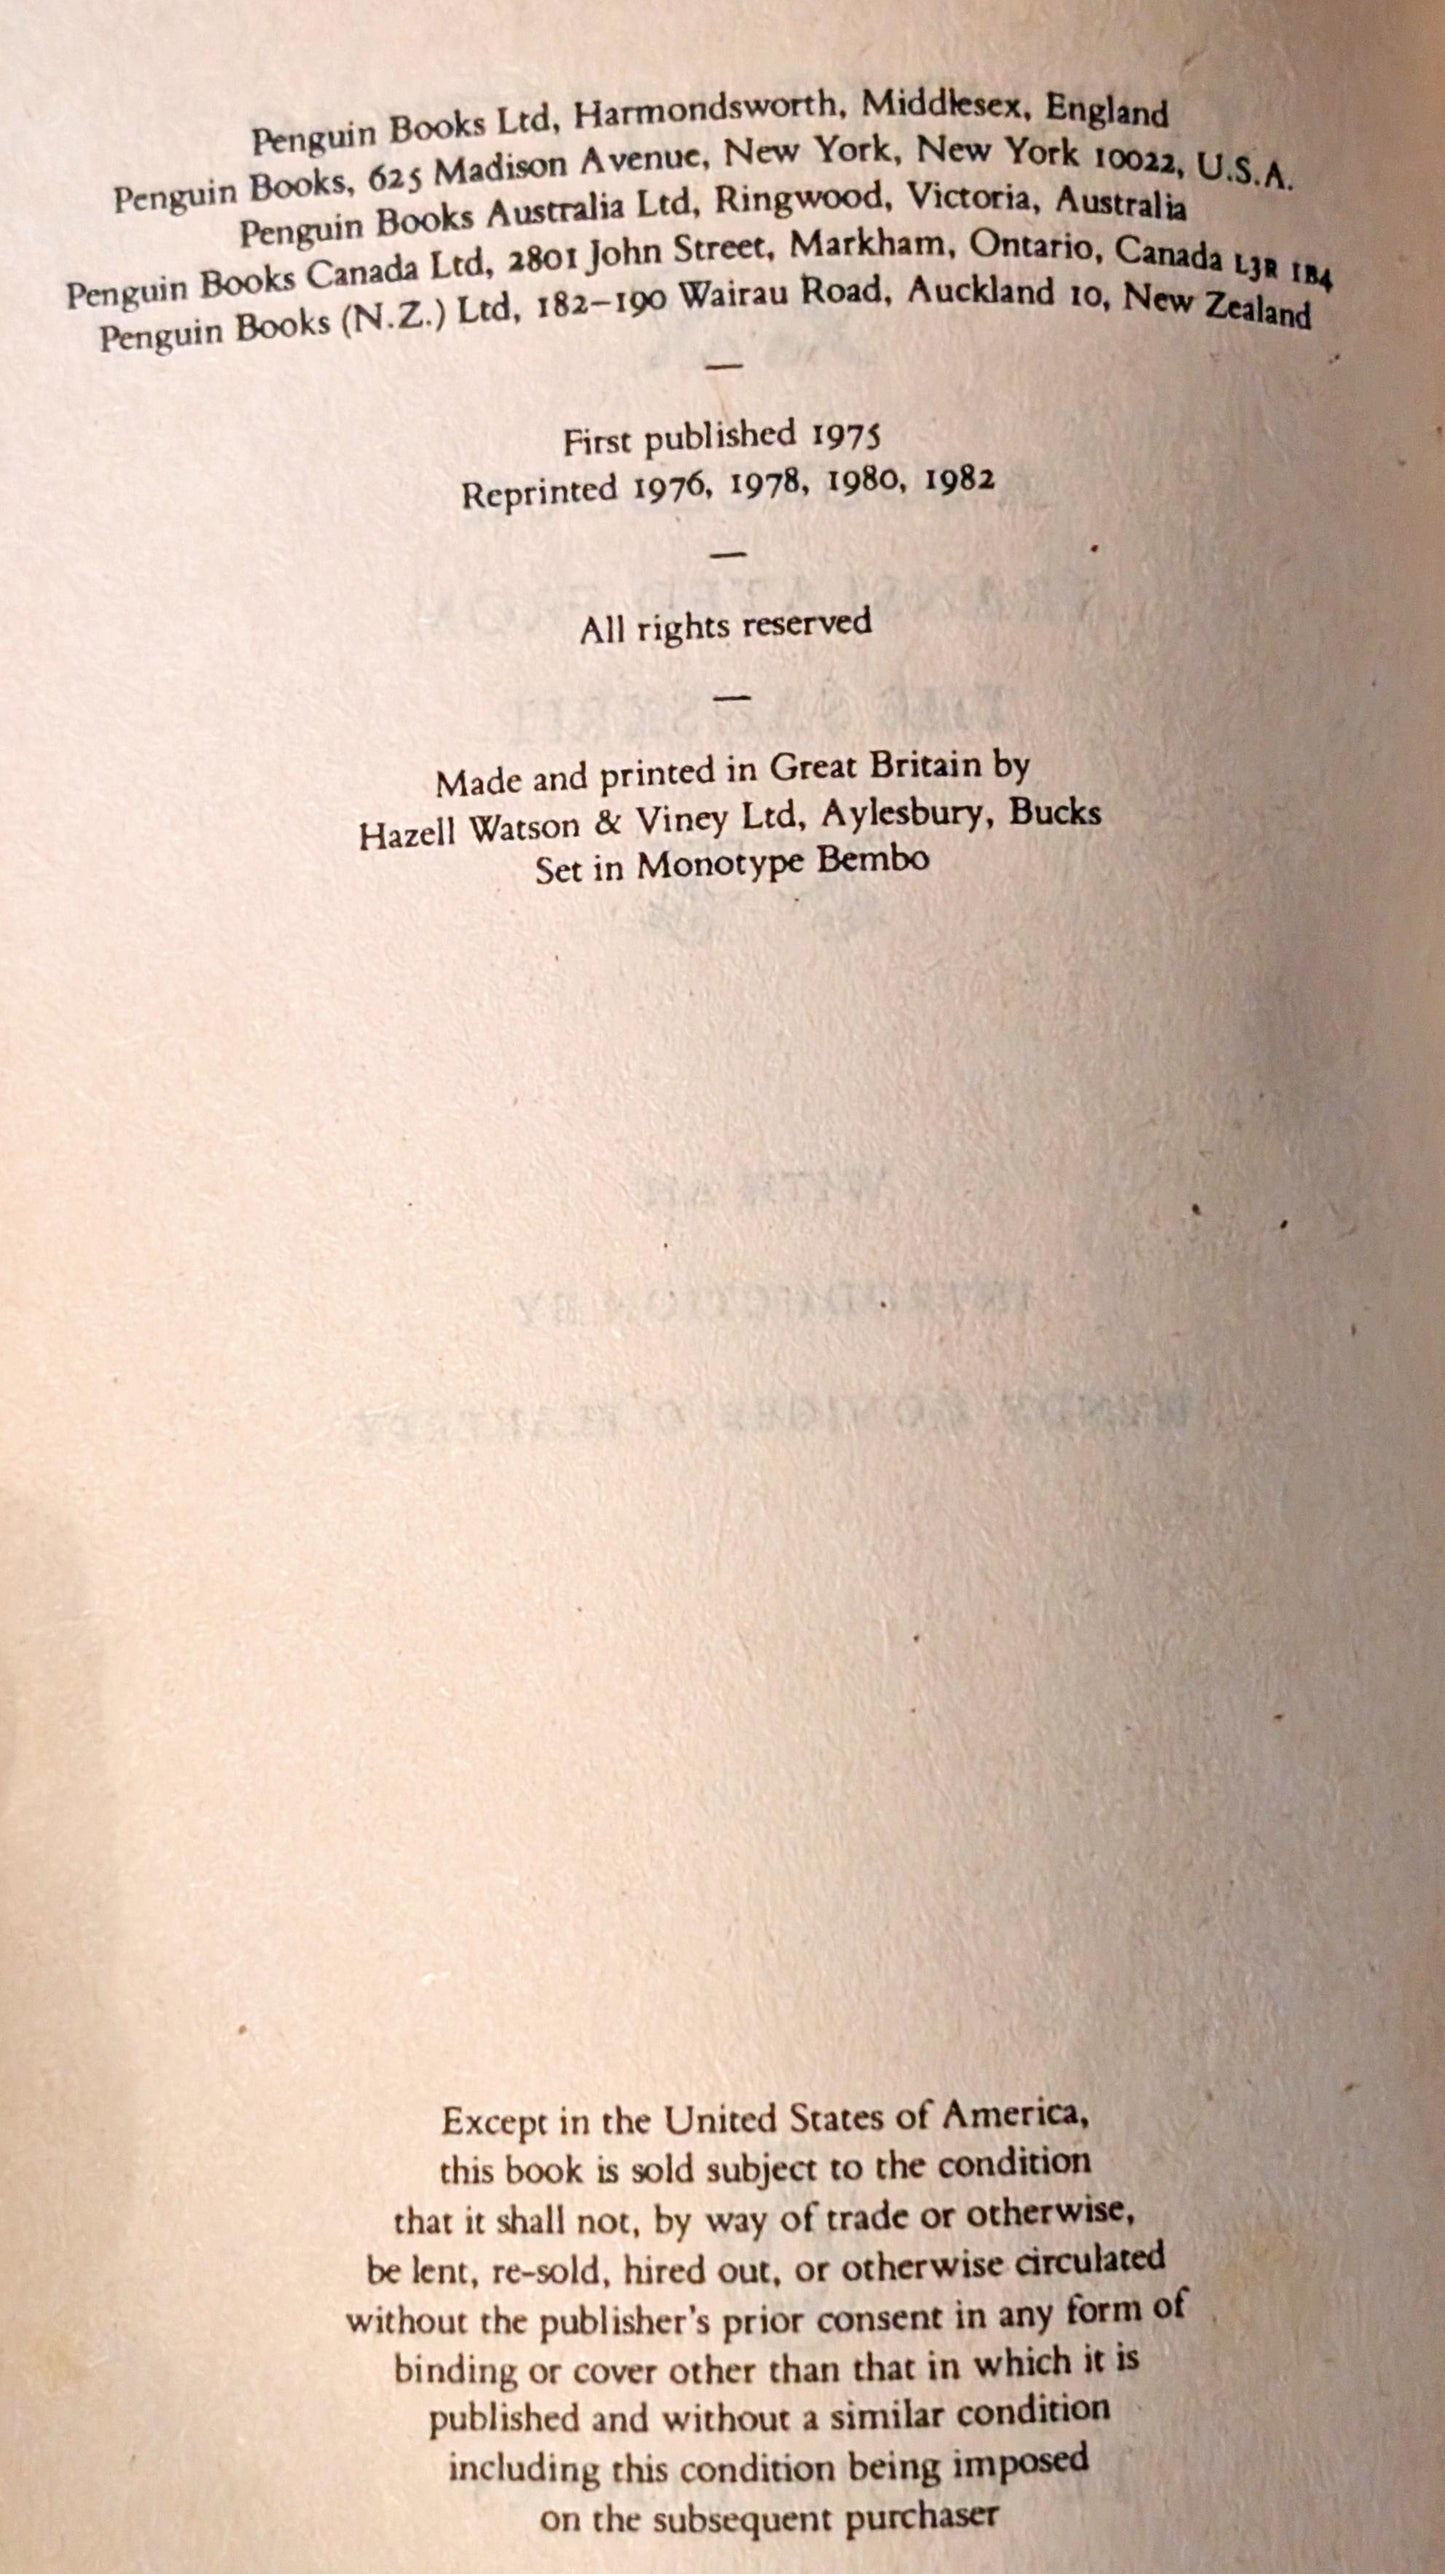 Penguin Books Ltd, Harmondsworth, Middlesex, England
Penguin Books, 625 Madison Avenue, New York, New York 10022, U.S.A.
Penguin Books Australia Ltd, Ringwood, Victoria, Australia
Penguin Books Canada Ltd, 2801 John Street, Markham, Ontario, Canada L3R 1B4
Penguin Books (N.Z.) Ltd, 182–190 Wairau Road, Auckland 10, New Zealand
—
First published 1975
Reprinted 1976, 1978, 1980, 1982
—
All rights reserved
—
Made and printed in Great Britain by
Hazell Watson & Viney Ltd, Aylesbury, Bucks
Set in Monotype Bembo
Except in the United States of America,
this book is sold subject to the condition
that it shall not, by way of trade or otherwise,
be lent, re-sold, hired out, or otherwise circulated
without the publisher's prior consent in any form of
binding or cover other than that in which it is
published and without a similar condition
including this condition being imposed
on the subsequent purchaser